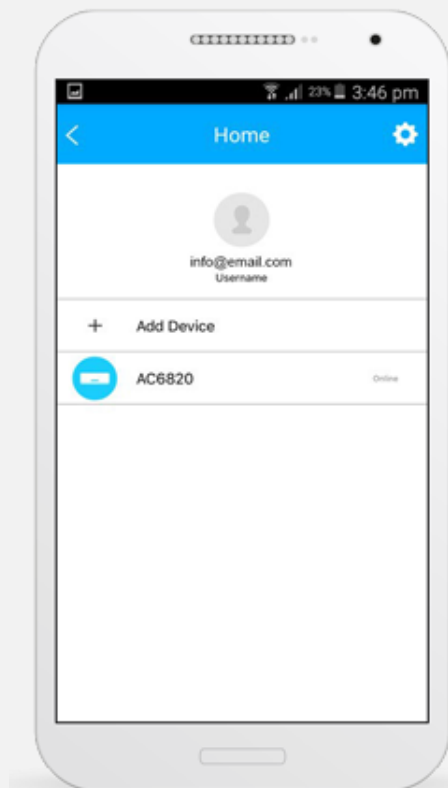 23% 3:46 pm
Home
info@email.com
Username
+ Add Device
AC6820 Online